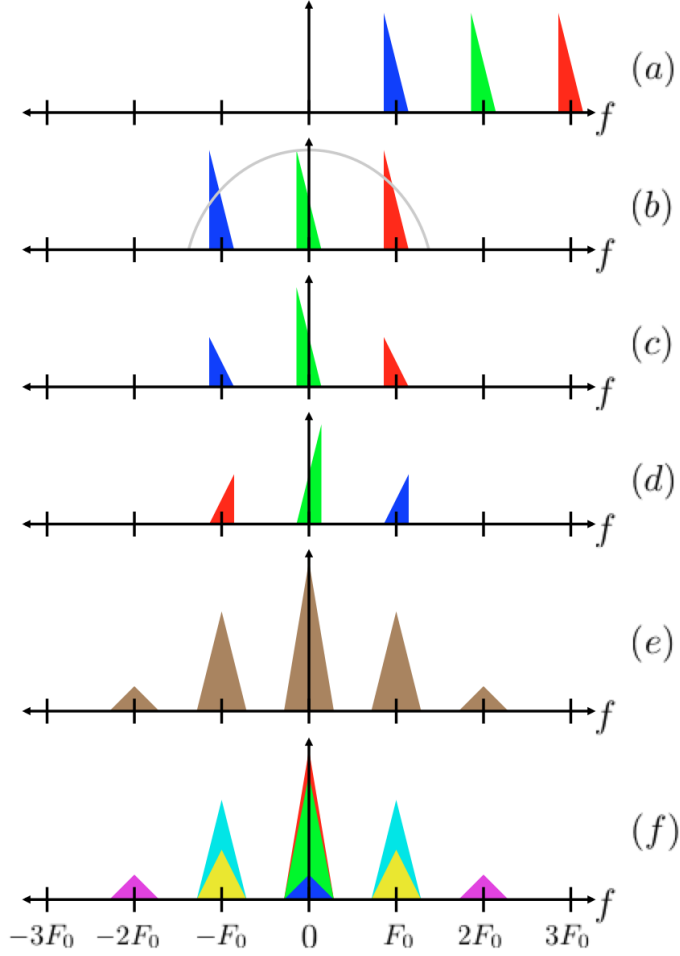 (a)
f
(b)
f
(c)
f
(d)
f
(e)
f
(f)
f
−3F₀ −2F₀ −F₀ 0 F₀ 2F₀ 3F₀